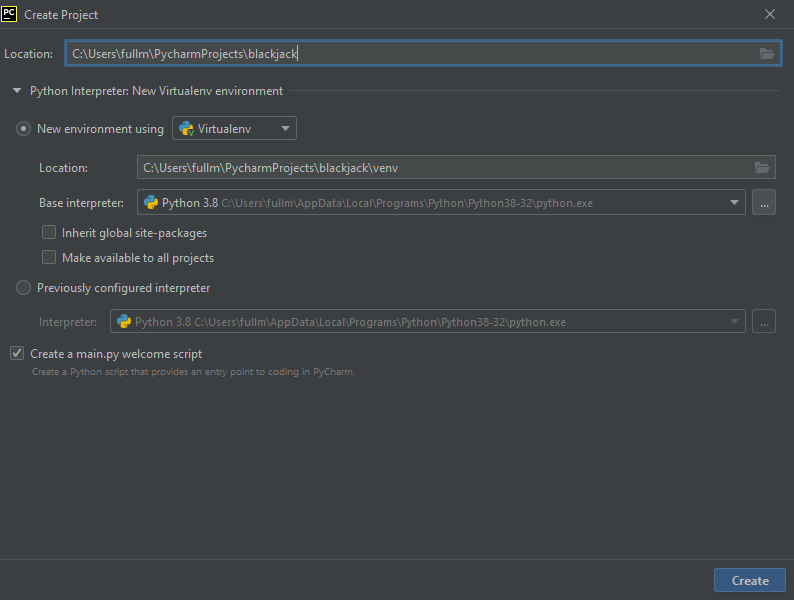 PC Create Project
Location: C:\Users\fullm\PycharmProjects\blackjack
Python Interpreter: New Virtualenv environment
New environment using Virtualenv
Location: C:\Users\fullm\PycharmProjects\blackjack\venv
Base interpreter: Python 3.8 C:\Users\fullm\AppData\Local\Programs\Python\Python38-32\python.exe ...
Inherit global site-packages
Make available to all projects
Previously configured interpreter
Interpreter: Python 3.8 C:\Users\fullm\AppData\Local\Programs\Python\Python38-32\python.exe ...
Create a main.py welcome script
Create a Python script that provides an entry point to coding in PyCharm.
Create